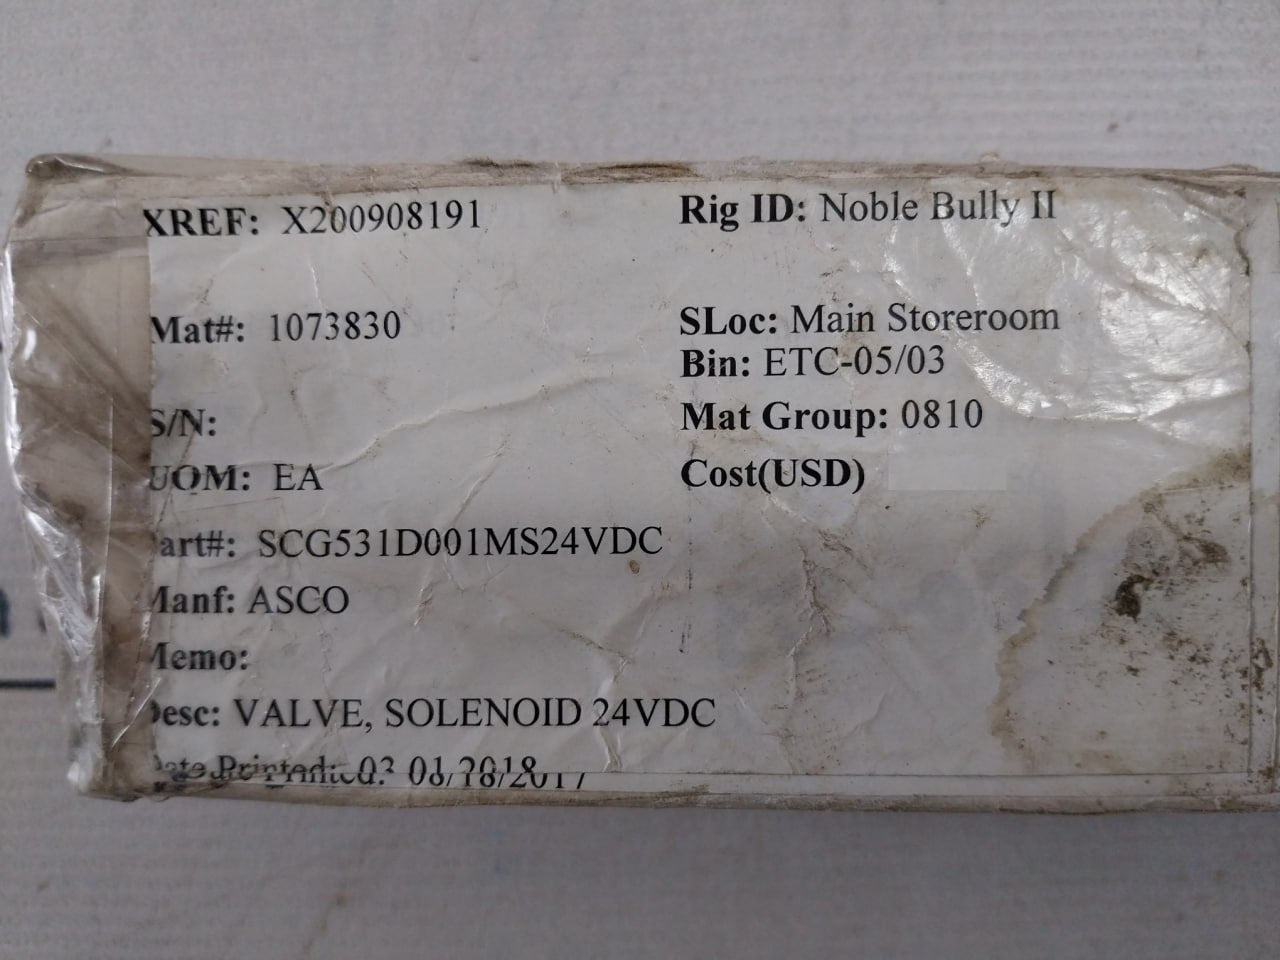 XREF: X200908191
Rig ID: Noble Bully II
Mat#: 1073830
SLoc: Main Storeroom
Bin: ETC-05/03
S/N:
Mat Group: 0810
UOM: EA
Cost(USD)
art#: SCG531D001MS24VDC
Manf: ASCO
Memo:
Desc: VALVE, SOLENOID 24VDC